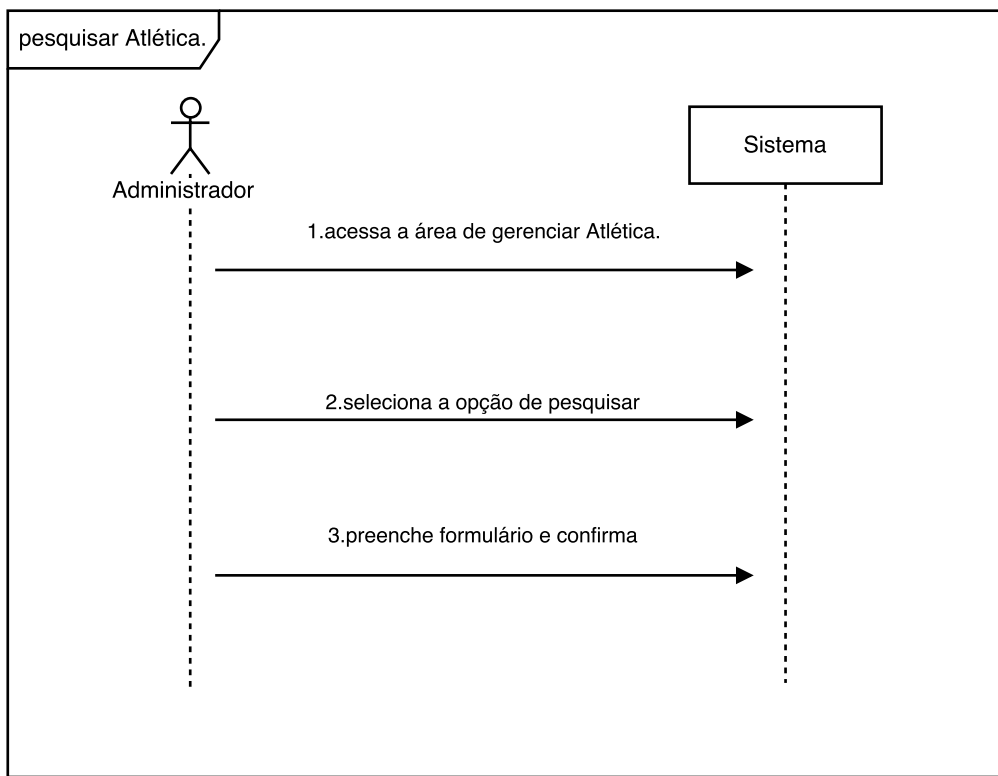 pesquisar Atlética.
Administrador
Sistema
1.acessa a área de gerenciar Atlética.
2.seleciona a opção de pesquisar
3.preenche formulário e confirma